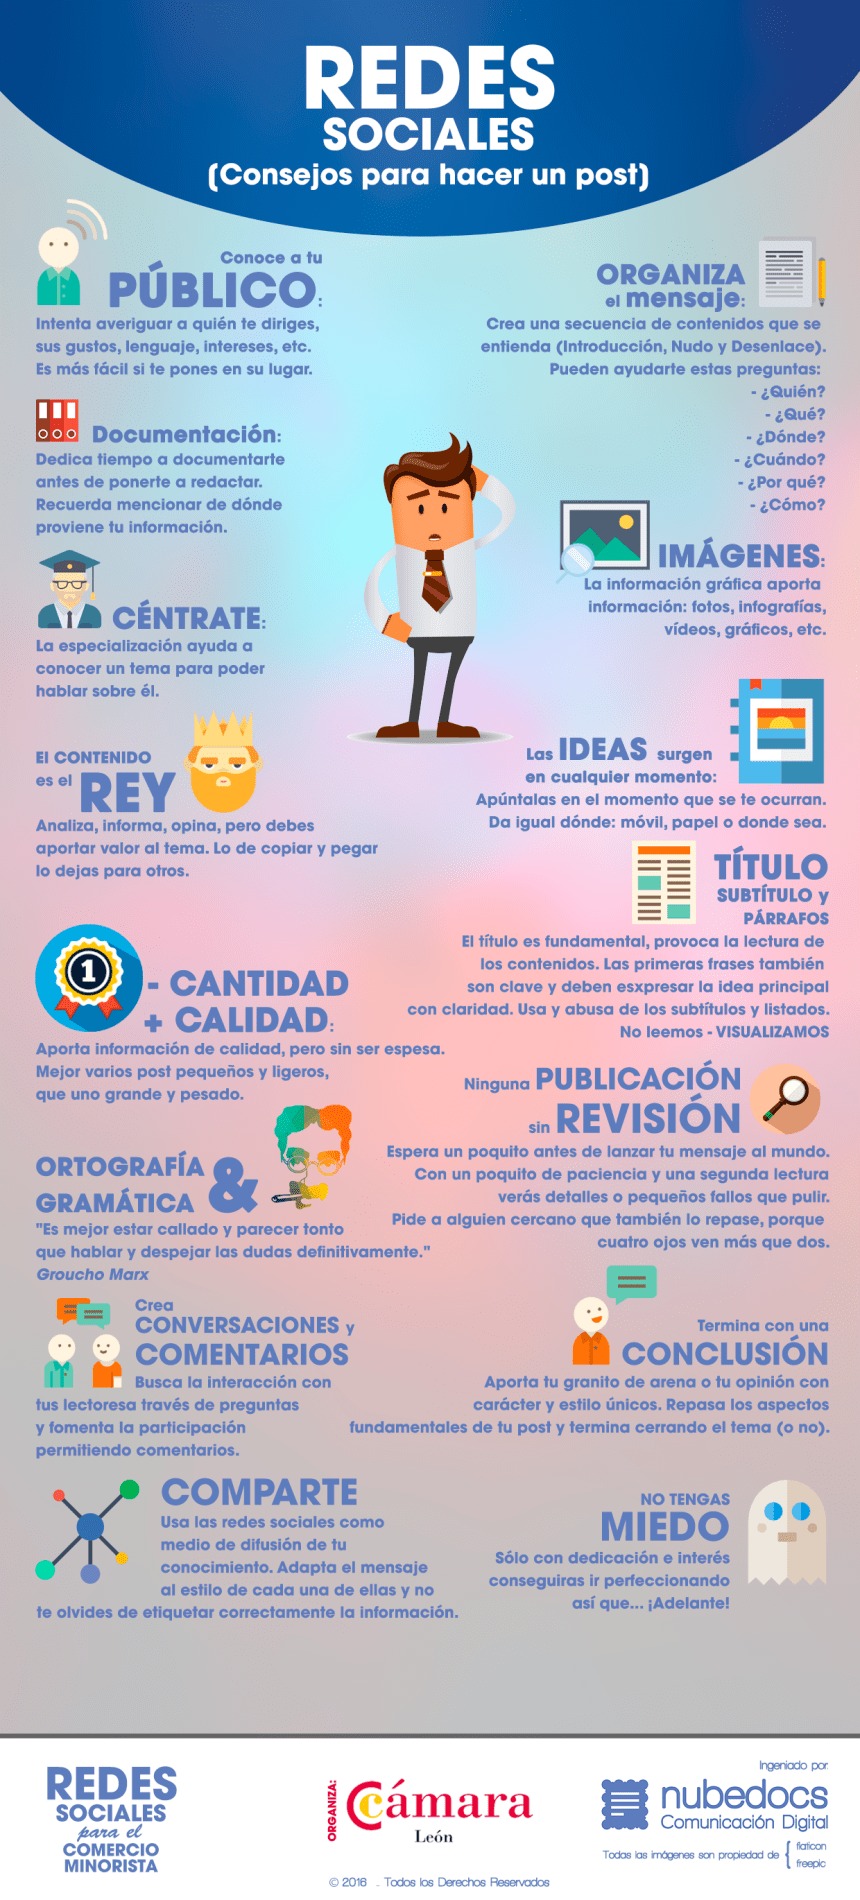 REDES
SOCIALES
(Consejos para hacer un post)
Conoce a tu
PÚBLICO:
Intenta averiguar a quién te diriges,
sus gustos, lenguaje, intereses, etc.
Es más fácil si te pones en su lugar.
Documentación:
Dedica tiempo a documentarte
antes de ponerte a redactar.
Recuerda mencionar de dónde
proviene tu información.
CÉNTRATE:
La especialización ayuda a
conocer un tema para poder
hablar sobre él.
El CONTENIDO
es el REY
Analiza, informa, opina, pero debes
aportar valor al tema. Lo de copiar y pegar
lo dejas para otros.
1
- CANTIDAD
+ CALIDAD:
Aporta información de calidad, pero sin ser espesa.
Mejor varios post pequeños y ligeros,
que uno grande y pesado.
ORTOGRAFÍA &
GRAMÁTICA
"Es mejor estar callado y parecer tonto
que hablar y despejar las dudas definitivamente."
Groucho Marx
Crea
CONVERSACIONES y
COMENTARIOS
Busca la interacción con
tus lectoresa través de preguntas
y fomenta la participación
permitiendo comentarios.
COMPARTE
Usa las redes sociales como
medio de difusión de tu
conocimiento. Adapta el mensaje
al estilo de cada una de ellas y no
te olvides de etiquetar correctamente la información.
ORGANIZA
el mensaje:
Crea una secuencia de contenidos que se
entienda (Introducción, Nudo y Desenlace).
Pueden ayudarte estas preguntas:
- ¿Quién?
- ¿Qué?
- ¿Dónde?
- ¿Cuándo?
- ¿Por qué?
- ¿Cómo?
IMÁGENES:
La información gráfica aporta
información: fotos, infografías,
vídeos, gráficos, etc.
Las IDEAS surgen
en cualquier momento:
Apúntalas en el momento que se te ocurran.
Da igual dónde: móvil, papel o donde sea.
TÍTULO
SUBTÍTULO y
PÁRRAFOS
El título es fundamental, provoca la lectura de
los contenidos. Las primeras frases también
son clave y deben esxpresar la idea principal
con claridad. Usa y abusa de los subtítulos y listados.
No leemos - VISUALIZAMOS
Ninguna PUBLICACIÓN
sin REVISIÓN
Espera un poquito antes de lanzar tu mensaje al mundo.
Con un poquito de paciencia y una segunda lectura
verás detalles o pequeños fallos que pulir.
Pide a alguien cercano que también lo repase, porque
cuatro ojos ven más que dos.
Termina con una
CONCLUSIÓN
Aporta tu granito de arena o tu opinión con
carácter y estilo únicos. Repasa los aspectos
fundamentales de tu post y termina cerrando el tema (o no).
NO TENGAS
MIEDO
Sólo con dedicación e interés
conseguiras ir perfeccionando
así que... ¡Adelante!
REDES
SOCIALES
para el
COMERCIO
MINORISTA
ORGANIZA:
Cámara
León
© 2016 . Todos los Derechos Reservados
Ingeniado por
nubedocs
Comunicación Digital
Todas las imágenes son propiedad de {
flaticon
freepic